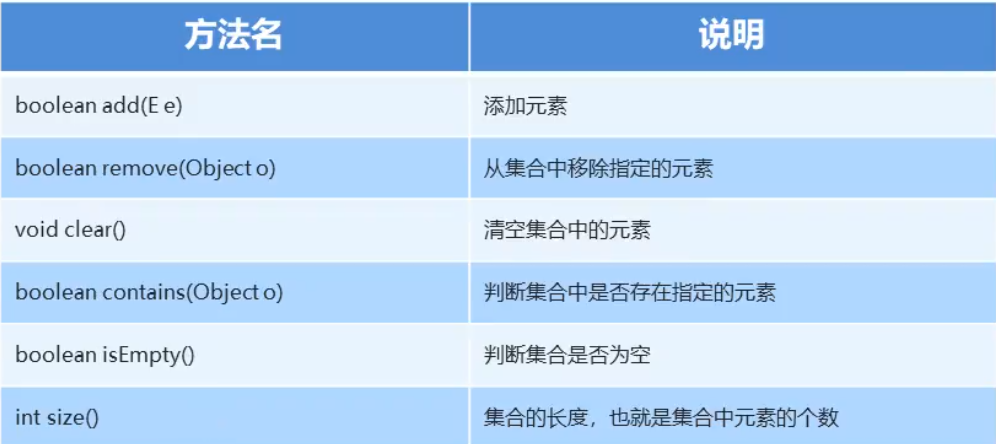 方法名 说明
boolean add(E e) 添加元素
boolean remove(Object o) 从集合中移除指定的元素
void clear() 清空集合中的元素
boolean contains(Object o) 判断集合中是否存在指定的元素
boolean isEmpty() 判断集合是否为空
int size() 集合的长度，也就是集合中元素的个数